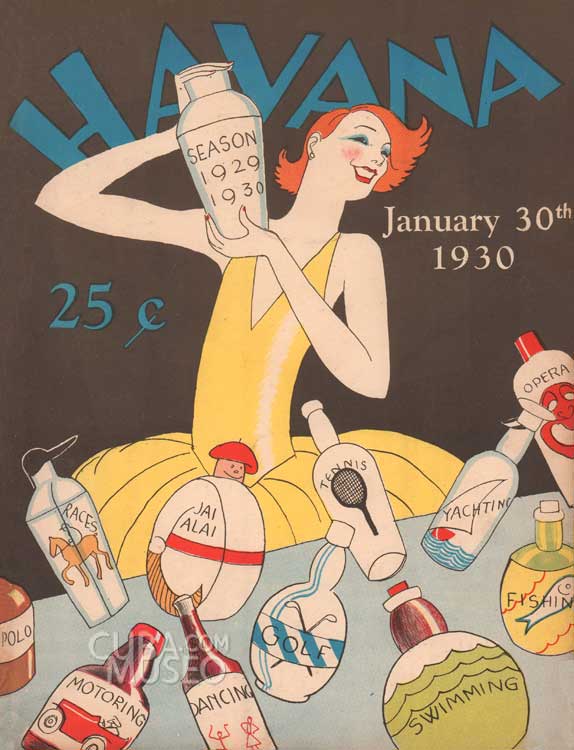 HAVANA
SEASON
1929
1930
January 30th
1930
25 ¢
OPERA
TENNIS
YACHTING
RACES
JAI
ALAI
FISHIN
GOLF
POLO
MOTORING
DANCING
SWIMMING
CUBA.COM
MUSEO